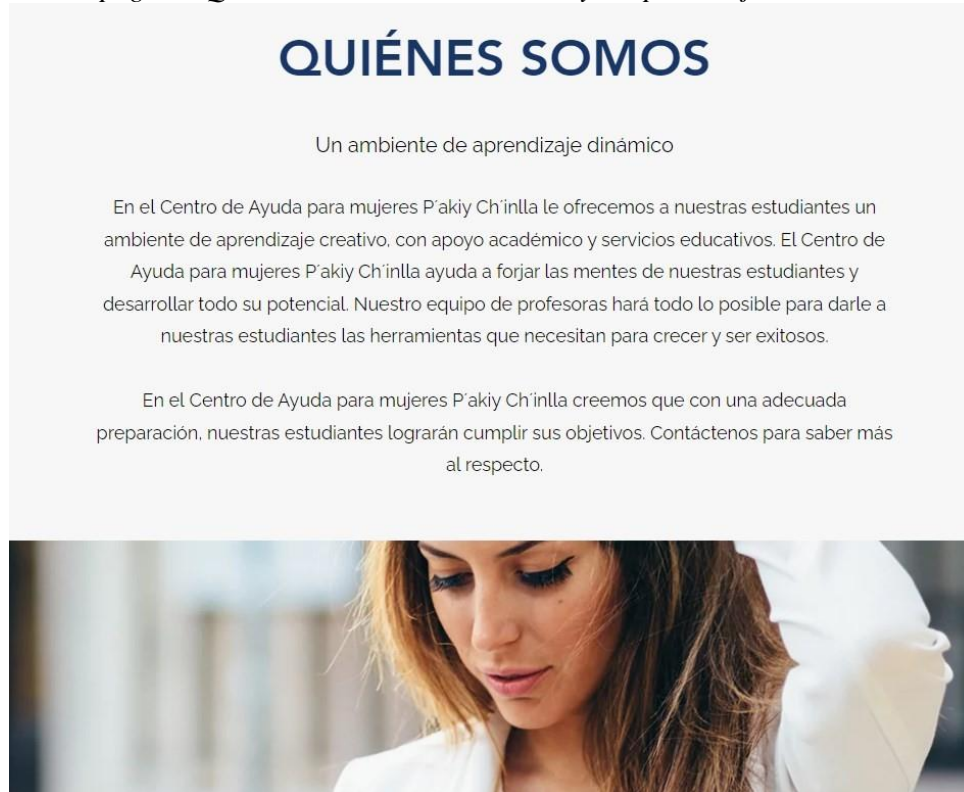 QUIÉNES SOMOS
Un ambiente de aprendizaje dinámico
En el Centro de Ayuda para mujeres P´akiy Ch´inlla le ofrecemos a nuestras estudiantes un
ambiente de aprendizaje creativo, con apoyo académico y servicios educativos. El Centro de
Ayuda para mujeres P´akiy Ch´inlla ayuda a forjar las mentes de nuestras estudiantes y
desarrollar todo su potencial. Nuestro equipo de profesoras hará todo lo posible para darle a
nuestras estudiantes las herramientas que necesitan para crecer y ser exitosos.
En el Centro de Ayuda para mujeres P´akiy Ch´inlla creemos que con una adecuada
preparación, nuestras estudiantes lograrán cumplir sus objetivos. Contáctenos para saber más
al respecto.